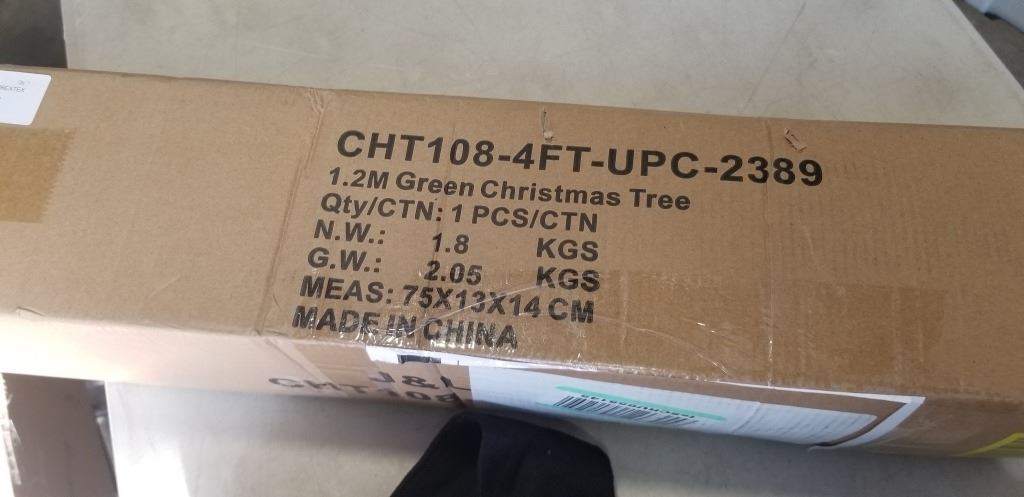 CHT108-4FT-UPC-2389
1.2M Green Christmas Tree
Qty/CTN: 1 PCS/CTN
N.W.: 1.8 KGS
G.W.: 2.05 KGS
MEAS: 75X13X14 CM
MADE IN CHINA
J&L
CHT108